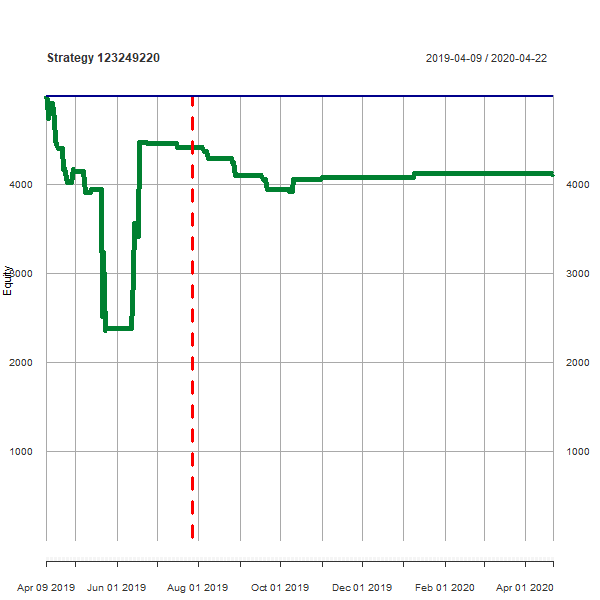 Strategy 123249220
2019-04-09 / 2020-04-22
4000
4000
Equity
3000
3000
2000
2000
1000
1000
Apr 09 2019
Jun 01 2019
Aug 01 2019
Oct 01 2019
Dec 01 2019
Feb 01 2020
Apr 01 2020